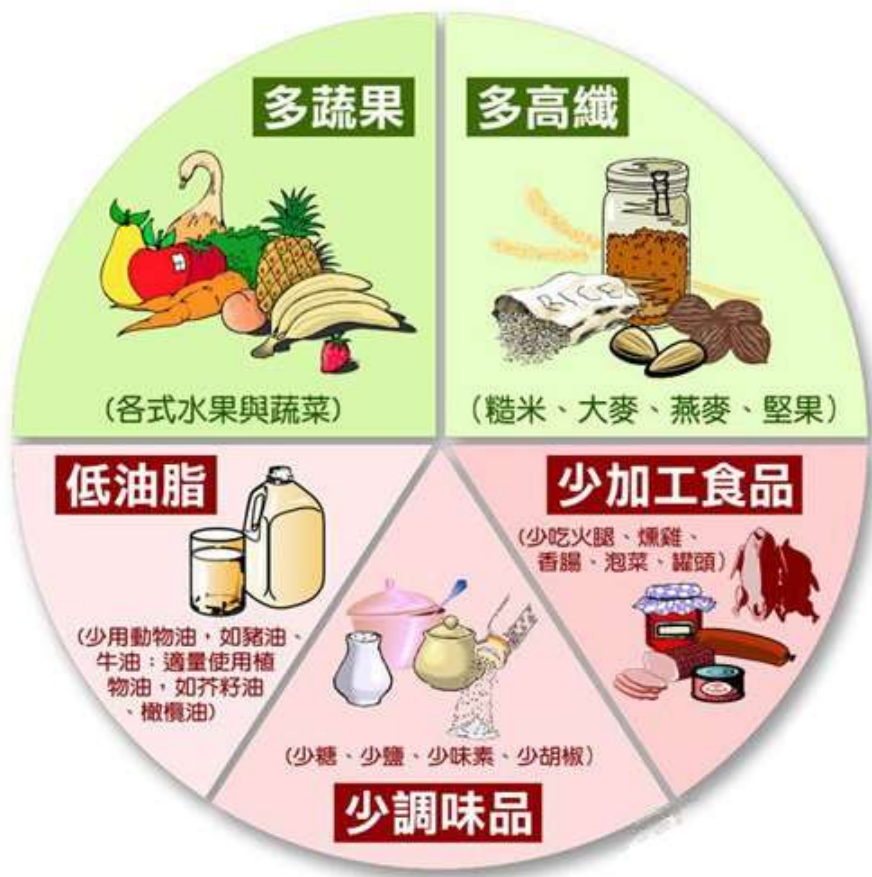 多蔬果
(各式水果與蔬菜)
多高纖
RICE
(糙米、大麥、燕麥、堅果)
低油脂
(少用動物油，如豬油、
牛油；適量使用植
物油，如芥籽油
、橄欖油)
(少糖、少鹽、少味素、少胡椒)
少調味品
少加工食品
(少吃火腿、燻雞、
香腸、泡菜、罐頭)